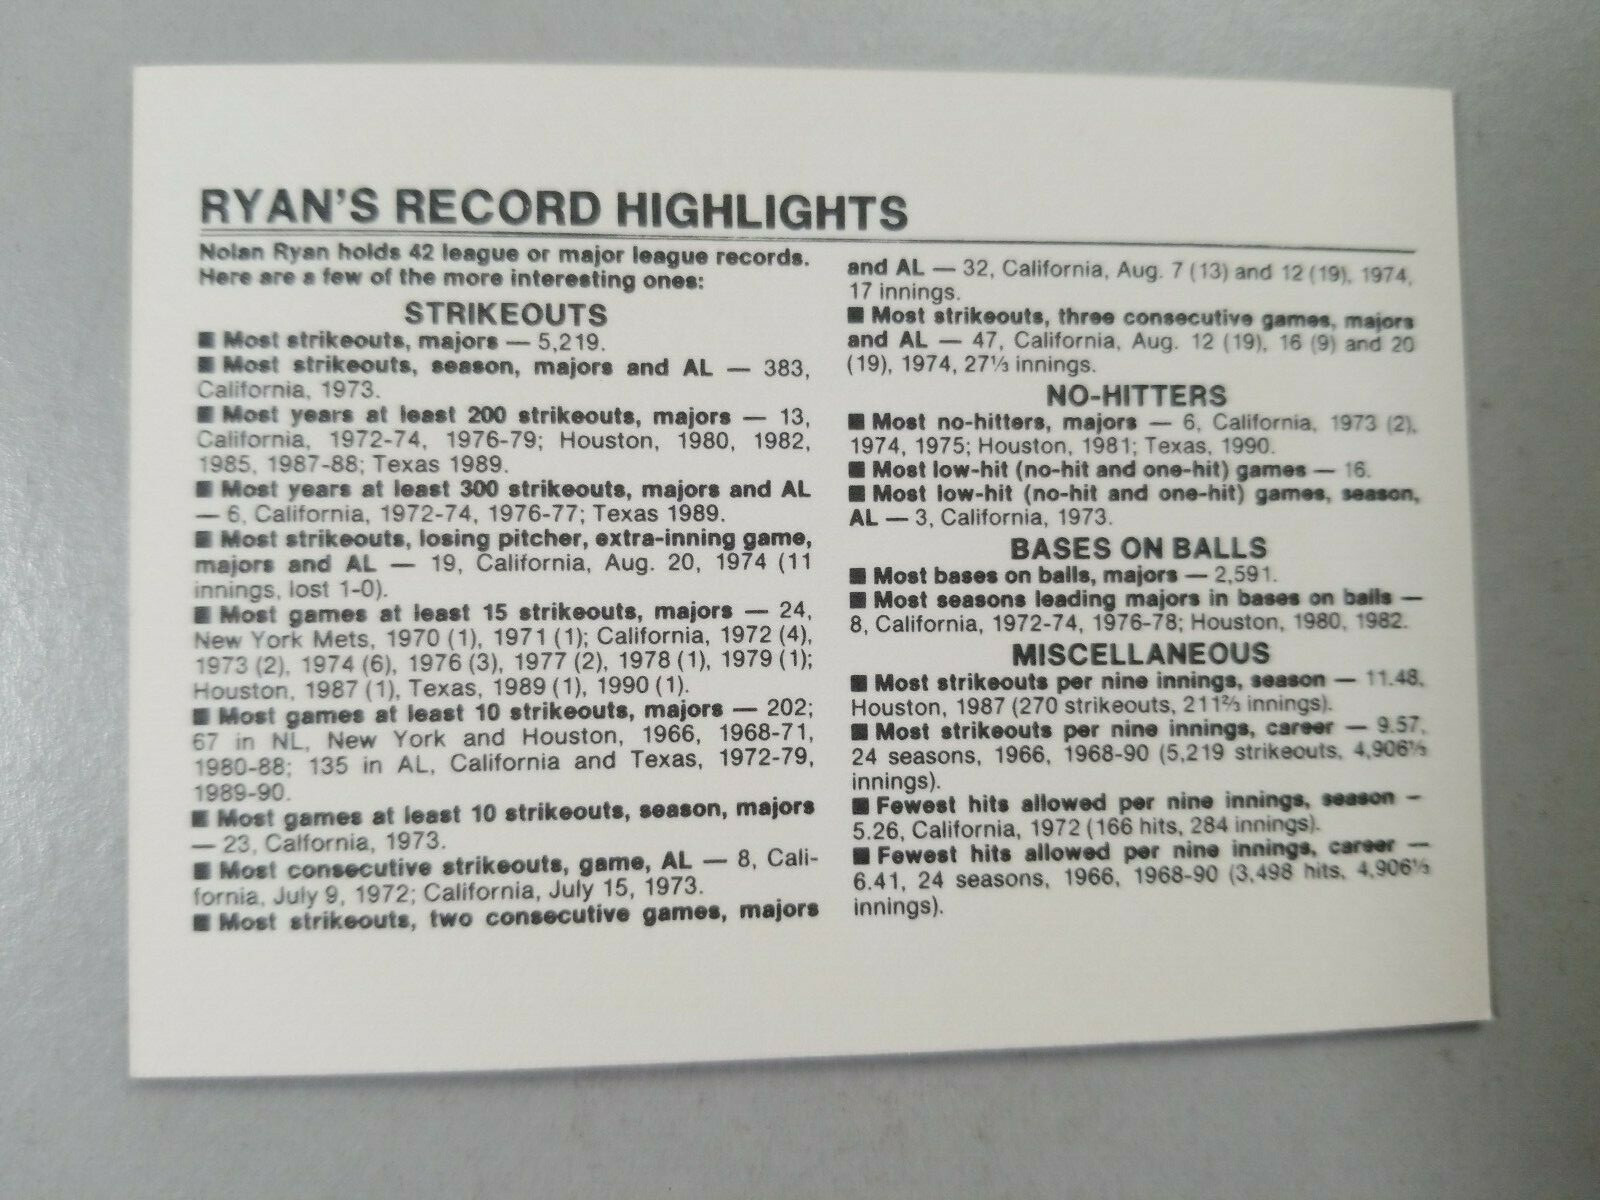 RYAN'S RECORD HIGHLIGHTS
Nolan Ryan holds 42 league or major league records.
Here are a few of the more interesting ones:
STRIKEOUTS
■ Most strikeouts, majors — 5,219.
■ Most strikeouts, season, majors and AL — 383,
California, 1973.
■ Most years at least 200 strikeouts, majors — 13,
California, 1972-74, 1976-79; Houston, 1980, 1982,
1985, 1987-88; Texas 1989.
■ Most years at least 300 strikeouts, majors and AL
— 6, California, 1972-74, 1976-77; Texas 1989.
■ Most strikeouts, losing pitcher, extra-inning game,
majors and AL — 19, California, Aug. 20, 1974 (11
innings, lost 1-0).
■ Most games at least 15 strikeouts, majors — 24,
New York Mets, 1970 (1), 1971 (1); California, 1972 (4),
1973 (2), 1974 (6), 1976 (3), 1977 (2), 1978 (1), 1979 (1);
Houston, 1987 (1), Texas, 1989 (1), 1990 (1).
■ Most games at least 10 strikeouts, majors — 202;
67 in NL, New York and Houston, 1966, 1968-71,
1980-88; 135 in AL, California and Texas, 1972-79,
1989-90.
■ Most games at least 10 strikeouts, season, majors
— 23, Calfornia, 1973.
■ Most consecutive strikeouts, game, AL — 8, Cali-
fornia, July 9, 1972; California, July 15, 1973.
■ Most strikeouts, two consecutive games, majors
and AL — 32, California, Aug. 7 (13) and 12 (19), 1974,
17 innings.
■ Most strikeouts, three consecutive games, majors
and AL — 47, California, Aug. 12 (19), 16 (9) and 20
(19), 1974, 27⅓ innings.
NO-HITTERS
■ Most no-hitters, majors — 6, California, 1973 (2),
1974, 1975; Houston, 1981; Texas, 1990.
■ Most low-hit (no-hit and one-hit) games — 16.
■ Most low-hit (no-hit and one-hit) games, season,
AL — 3, California, 1973.
BASES ON BALLS
■ Most bases on balls, majors — 2,591.
■ Most seasons leading majors in bases on balls —
8, California, 1972-74, 1976-78; Houston, 1980, 1982.
MISCELLANEOUS
■ Most strikeouts per nine innings, season — 11.48,
Houston, 1987 (270 strikeouts, 211⅔ innings).
■ Most strikeouts per nine innings, career — 9.57,
24 seasons, 1966, 1968-90 (5,219 strikeouts, 4,906⅓
innings).
■ Fewest hits allowed per nine innings, season –
5.26, California, 1972 (166 hits, 284 innings).
■ Fewest hits allowed per nine innings, career —
6.41, 24 seasons, 1966, 1968-90 (3,498 hits, 4,906⅓
innings).